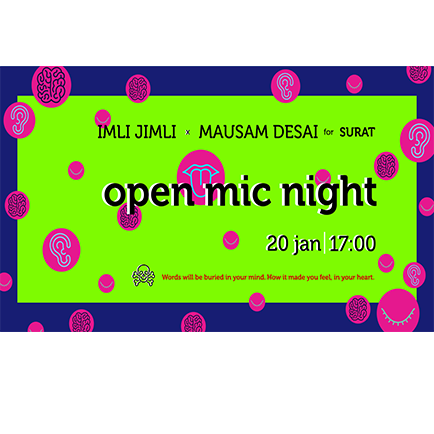 IMLI JIMLI x MAUSAM DESAI for SURAT
open mic night
20 jan|17:00
Words will be buried in your mind. How it made you feel, in your heart.